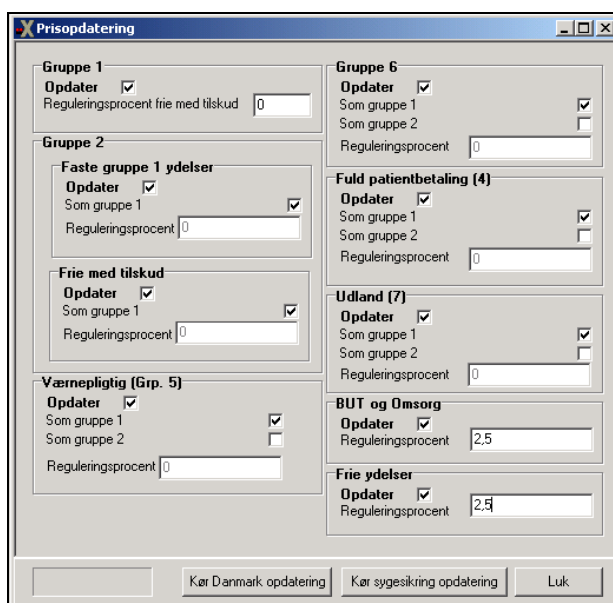 Prisopdatering
Gruppe 1
Opdater
Reguleringsprocent frie med tilskud 0
Gruppe 2
Faste gruppe 1 ydelser
Opdater
Som gruppe 1
Reguleringsprocent 0
Frie med tilskud
Opdater
Som gruppe 1
Reguleringsprocent 0
Værnepligtig (Grp. 5)
Opdater
Som gruppe 1
Som gruppe 2
Reguleringsprocent 0
Gruppe 6
Opdater
Som gruppe 1
Som gruppe 2
Reguleringsprocent 0
Fuld patientbetaling (4)
Opdater
Som gruppe 1
Som gruppe 2
Reguleringsprocent 0
Udland (7)
Opdater
Som gruppe 1
Som gruppe 2
Reguleringsprocent 0
BUT og Omsorg
Opdater
Reguleringsprocent 2,5
Frie ydelser
Opdater
Reguleringsprocent 2,5
Kør Danmark opdatering Kør sygesikring opdatering Luk